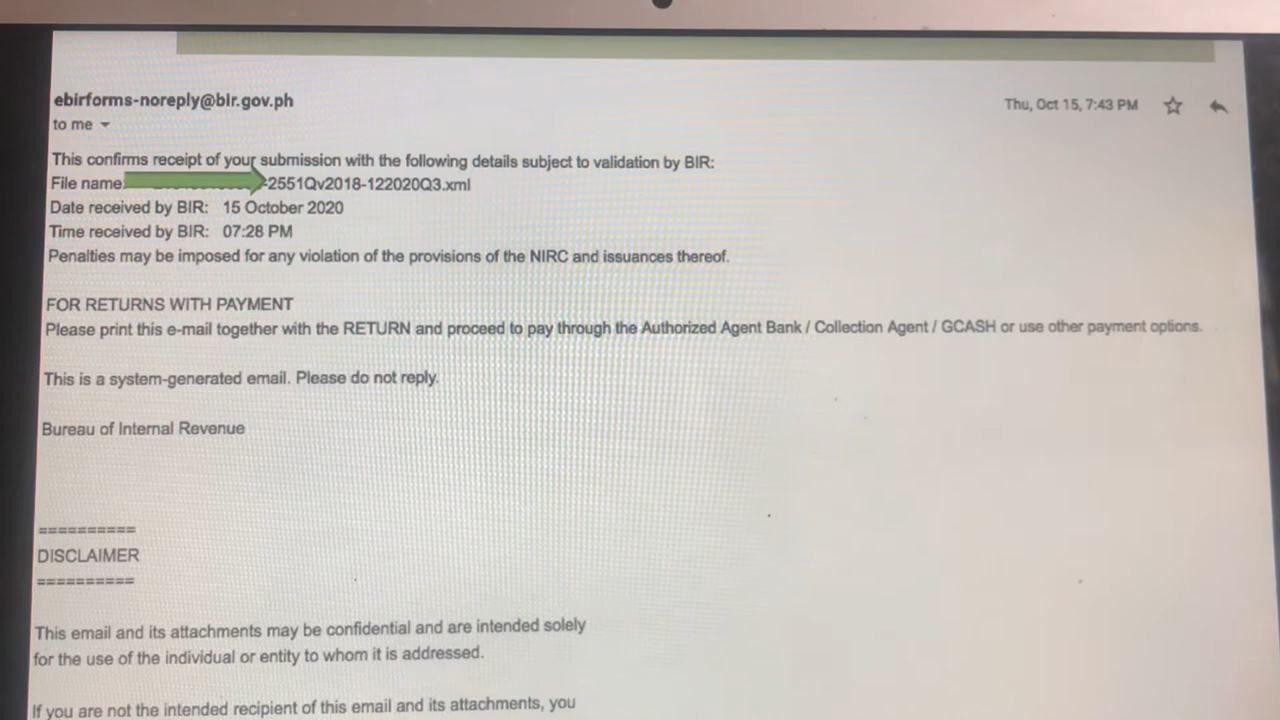 ebirforms-noreply@bir.gov.ph
Thu, Oct 15, 7:43 PM
to me
This confirms receipt of your submission with the following details subject to validation by BIR:
File name: -2551Qv2018-122020Q3.xml
Date received by BIR: 15 October 2020
Time received by BIR: 07:28 PM
Penalties may be imposed for any violation of the provisions of the NIRC and issuances thereof.
FOR RETURNS WITH PAYMENT
Please print this e-mail together with the RETURN and proceed to pay through the Authorized Agent Bank / Collection Agent / GCASH or use other payment options.
This is a system-generated email. Please do not reply.
Bureau of Internal Revenue
==========
DISCLAIMER
==========
This email and its attachments may be confidential and are intended solely
for the use of the individual or entity to whom it is addressed.
If you are not the intended recipient of this email and its attachments, you